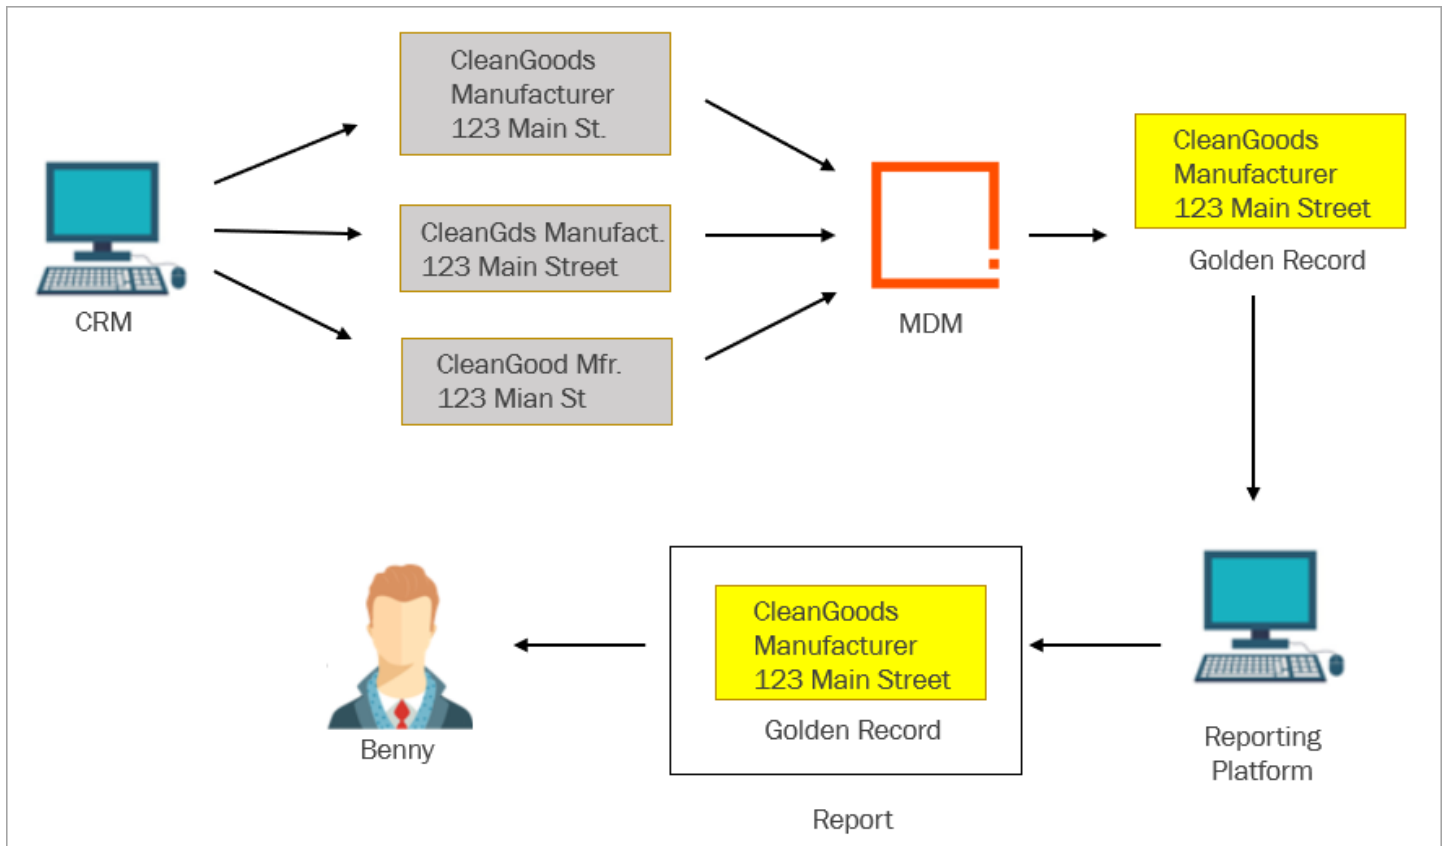 CleanGoods
Manufacturer
123 Main St.
CleanGds Manufact.
123 Main Street
CleanGood Mfr.
123 Mian St
CRM
MDM
CleanGoods
Manufacturer
123 Main Street
Golden Record
Benny
CleanGoods
Manufacturer
123 Main Street
Golden Record
Report
Reporting
Platform